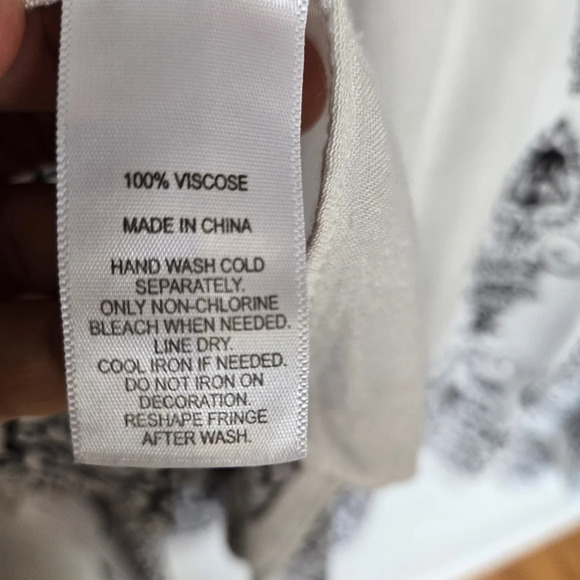 100% VISCOSE
MADE IN CHINA
HAND WASH COLD
SEPARATELY.
ONLY NON-CHLORINE
BLEACH WHEN NEEDED.
LINE DRY.
COOL IRON IF NEEDED.
DO NOT IRON ON
DECORATION.
RESHAPE FRINGE
AFTER WASH.